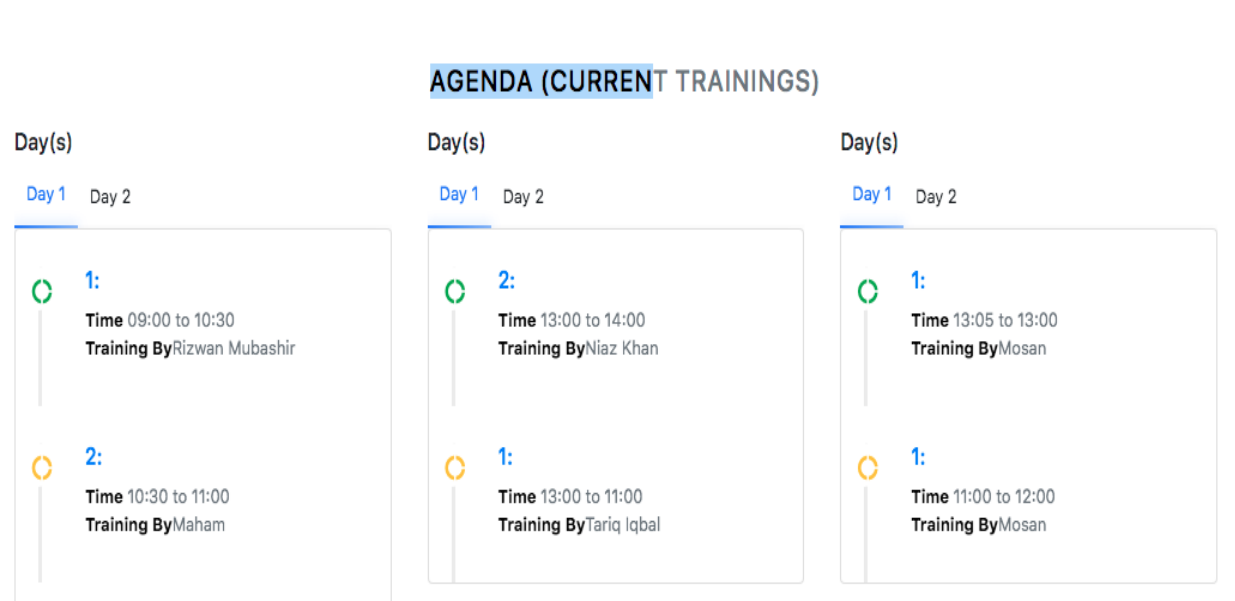 AGENDA (CURRENT TRAININGS)
Day(s)
Day 1 Day 2
1:
Time 09:00 to 10:30
Training ByRizwan Mubashir
2:
Time 10:30 to 11:00
Training ByMaham
Day(s)
Day 1 Day 2
2:
Time 13:00 to 14:00
Training ByNiaz Khan
1:
Time 13:00 to 11:00
Training ByTariq Iqbal
Day(s)
Day 1 Day 2
1:
Time 13:05 to 13:00
Training ByMosan
1:
Time 11:00 to 12:00
Training ByMosan